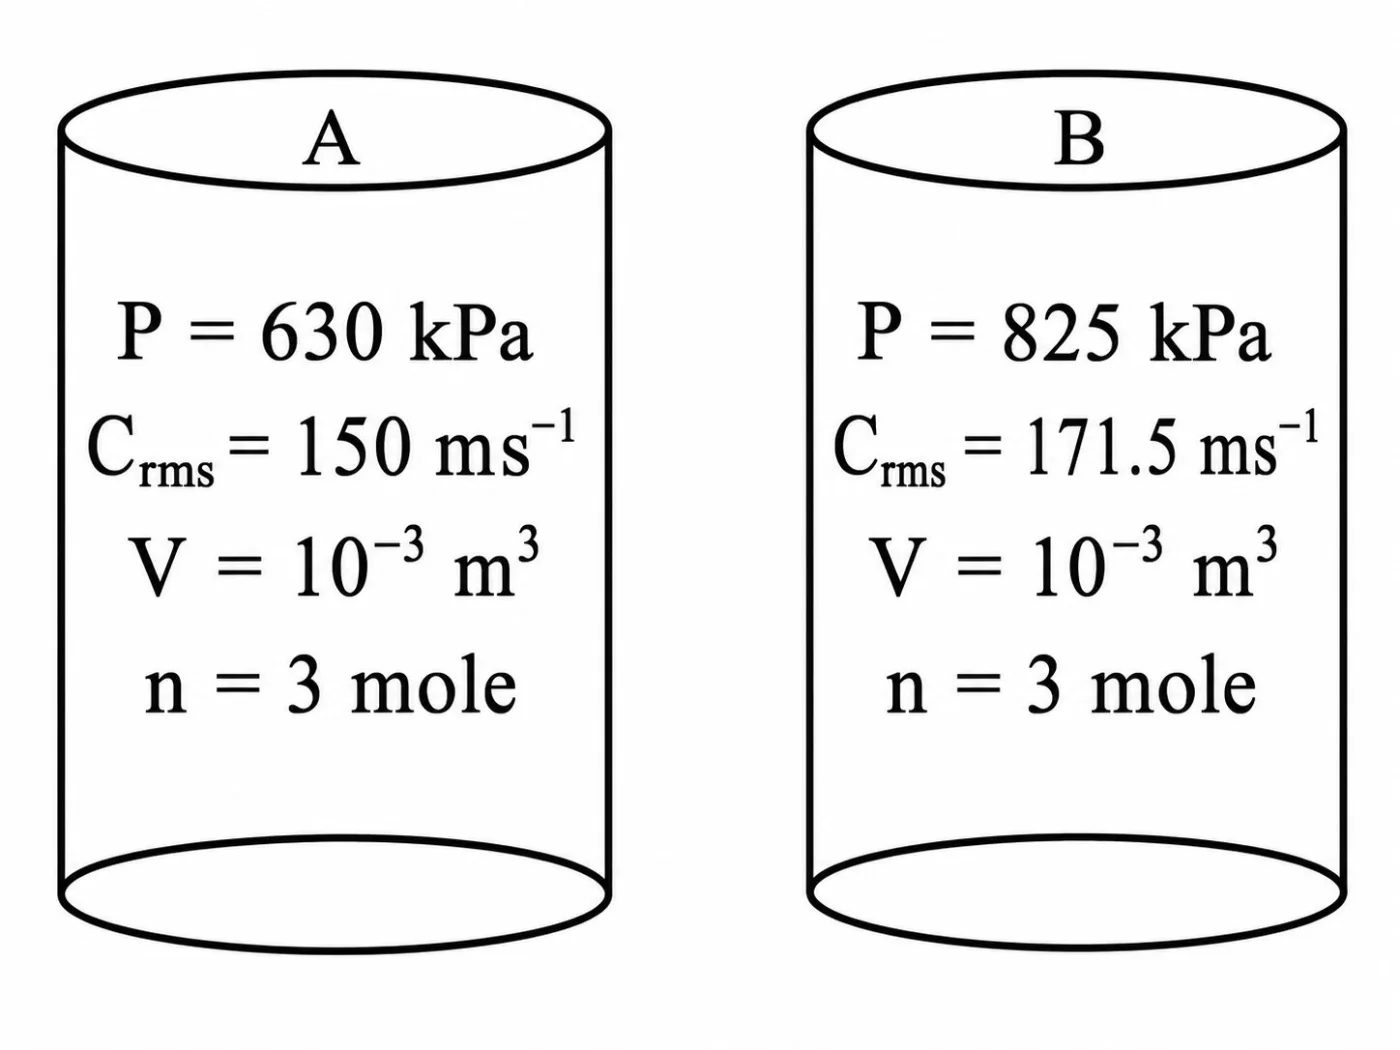 A
P = 630 kPa
C_rms = 150 ms⁻¹
V = 10⁻³ m³
n = 3 mole
B
P = 825 kPa
C_rms = 171.5 ms⁻¹
V = 10⁻³ m³
n = 3 mole